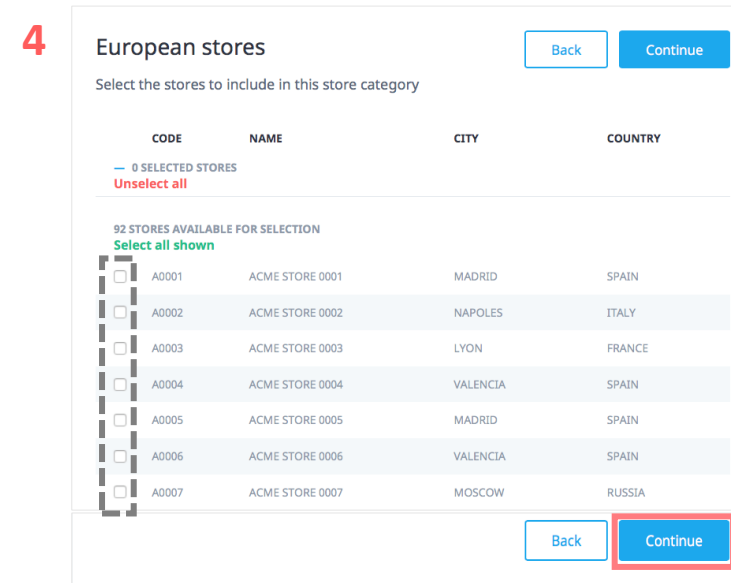 4
European stores
Back
Continue
Select the stores to include in this store category
CODE NAME CITY COUNTRY
— 0 SELECTED STORES
Unselect all
92 STORES AVAILABLE FOR SELECTION
Select all shown
A0001 ACME STORE 0001 MADRID SPAIN
A0002 ACME STORE 0002 NAPOLES ITALY
A0003 ACME STORE 0003 LYON FRANCE
A0004 ACME STORE 0004 VALENCIA SPAIN
A0005 ACME STORE 0005 MADRID SPAIN
A0006 ACME STORE 0006 VALENCIA SPAIN
A0007 ACME STORE 0007 MOSCOW RUSSIA
Back
Continue